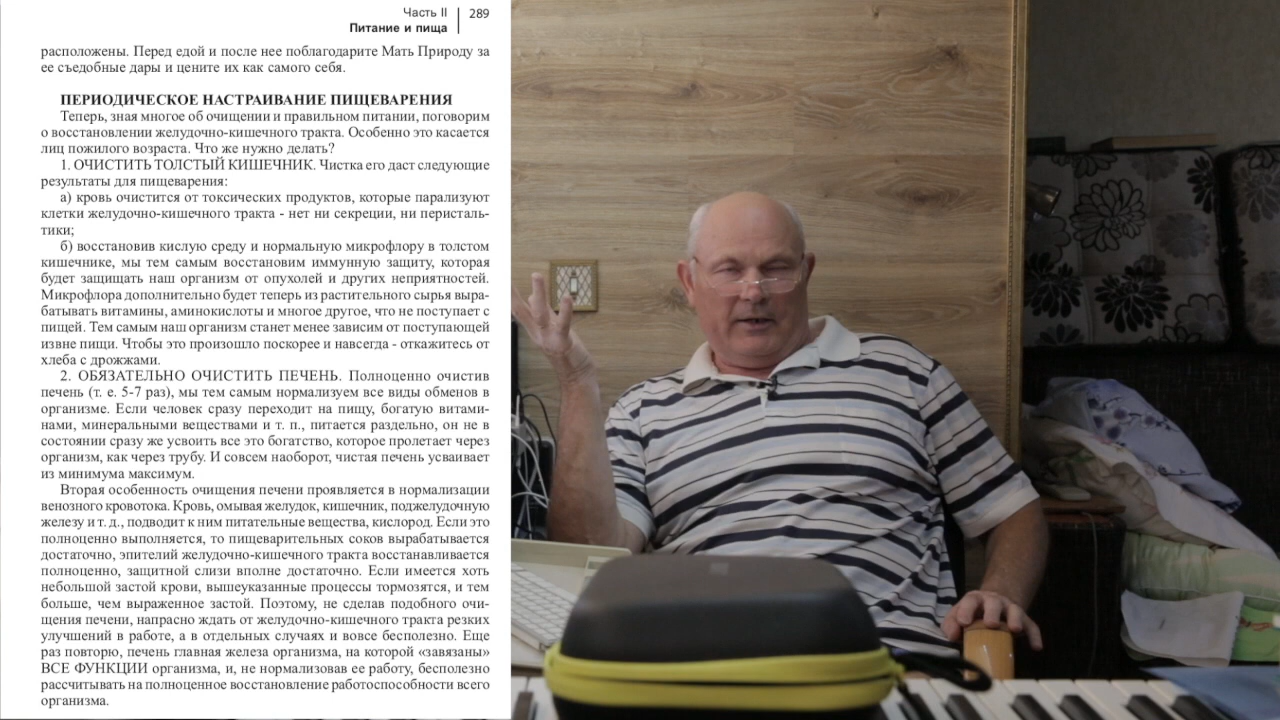 Часть II
Питание и пища
289
расположены. Перед едой и после нее поблагодарите Мать Природу за
ее съедобные дары и цените их как самого себя.
ПЕРИОДИЧЕСКОЕ НАСТРАИВАНИЕ ПИЩЕВАРЕНИЯ
Теперь, зная многое об очищении и правильном питании, поговорим
о восстановлении желудочно-кишечного тракта. Особенно это касается
лиц пожилого возраста. Что же нужно делать?
1. ОЧИСТИТЬ ТОЛСТЫЙ КИШЕЧНИК. Чистка его даст следующие
результаты для пищеварения:
а) кровь очистится от токсических продуктов, которые парализуют
клетки желудочно-кишечного тракта - нет ни секреции, ни перисталь-
тики;
б) восстановив кислую среду и нормальную микрофлору в толстом
кишечнике, мы тем самым восстановим иммунную защиту, которая
будет защищать наш организм от опухолей и других неприятностей.
Микрофлора дополнительно будет теперь из растительного сырья выра-
батывать витамины, аминокислоты и многое другое, что не поступает с
пищей. Тем самым наш организм станет менее зависим от поступающей
извне пищи. Чтобы это произошло поскорее и навсегда - откажитесь от
хлеба с дрожжами.
2. ОБЯЗАТЕЛЬНО ОЧИСТИТЬ ПЕЧЕНЬ. Полноценно очистив
печень (т. е. 5-7 раз), мы тем самым нормализуем все виды обменов в
организме. Если человек сразу переходит на пищу, богатую витами-
нами, минеральными веществами и т. п., питается раздельно, он не в
состоянии сразу же усвоить все это богатство, которое пролетает через
организм, как через трубу. И совсем наоборот, чистая печень усваивает
из минимума максимум.
Вторая особенность очищения печени проявляется в нормализации
венозного кровотока. Кровь, омывая желудок, кишечник, поджелудочную
железу и т. д., подводит к ним питательные вещества, кислород. Если это
полноценно выполняется, то пищеварительных соков вырабатывается
достаточно, эпителий желудочно-кишечного тракта восстанавливается
полноценно, защитной слизи вполне достаточно. Если имеется хоть
небольшой застой крови, вышеуказанные процессы тормозятся, и тем
больше, чем выраженное застой. Поэтому, не сделав подобного очи-
щения печени, напрасно ждать от желудочно-кишечного тракта резких
улучшений в работе, а в отдельных случаях и вовсе бесполезно. Еще
раз повторю, печень главная железа организма, на которой «завязаны»
ВСЕ ФУНКЦИИ организма, и, не нормализовав ее работу, бесполезно
рассчитывать на полноценное восстановление работоспособности всего
организма.